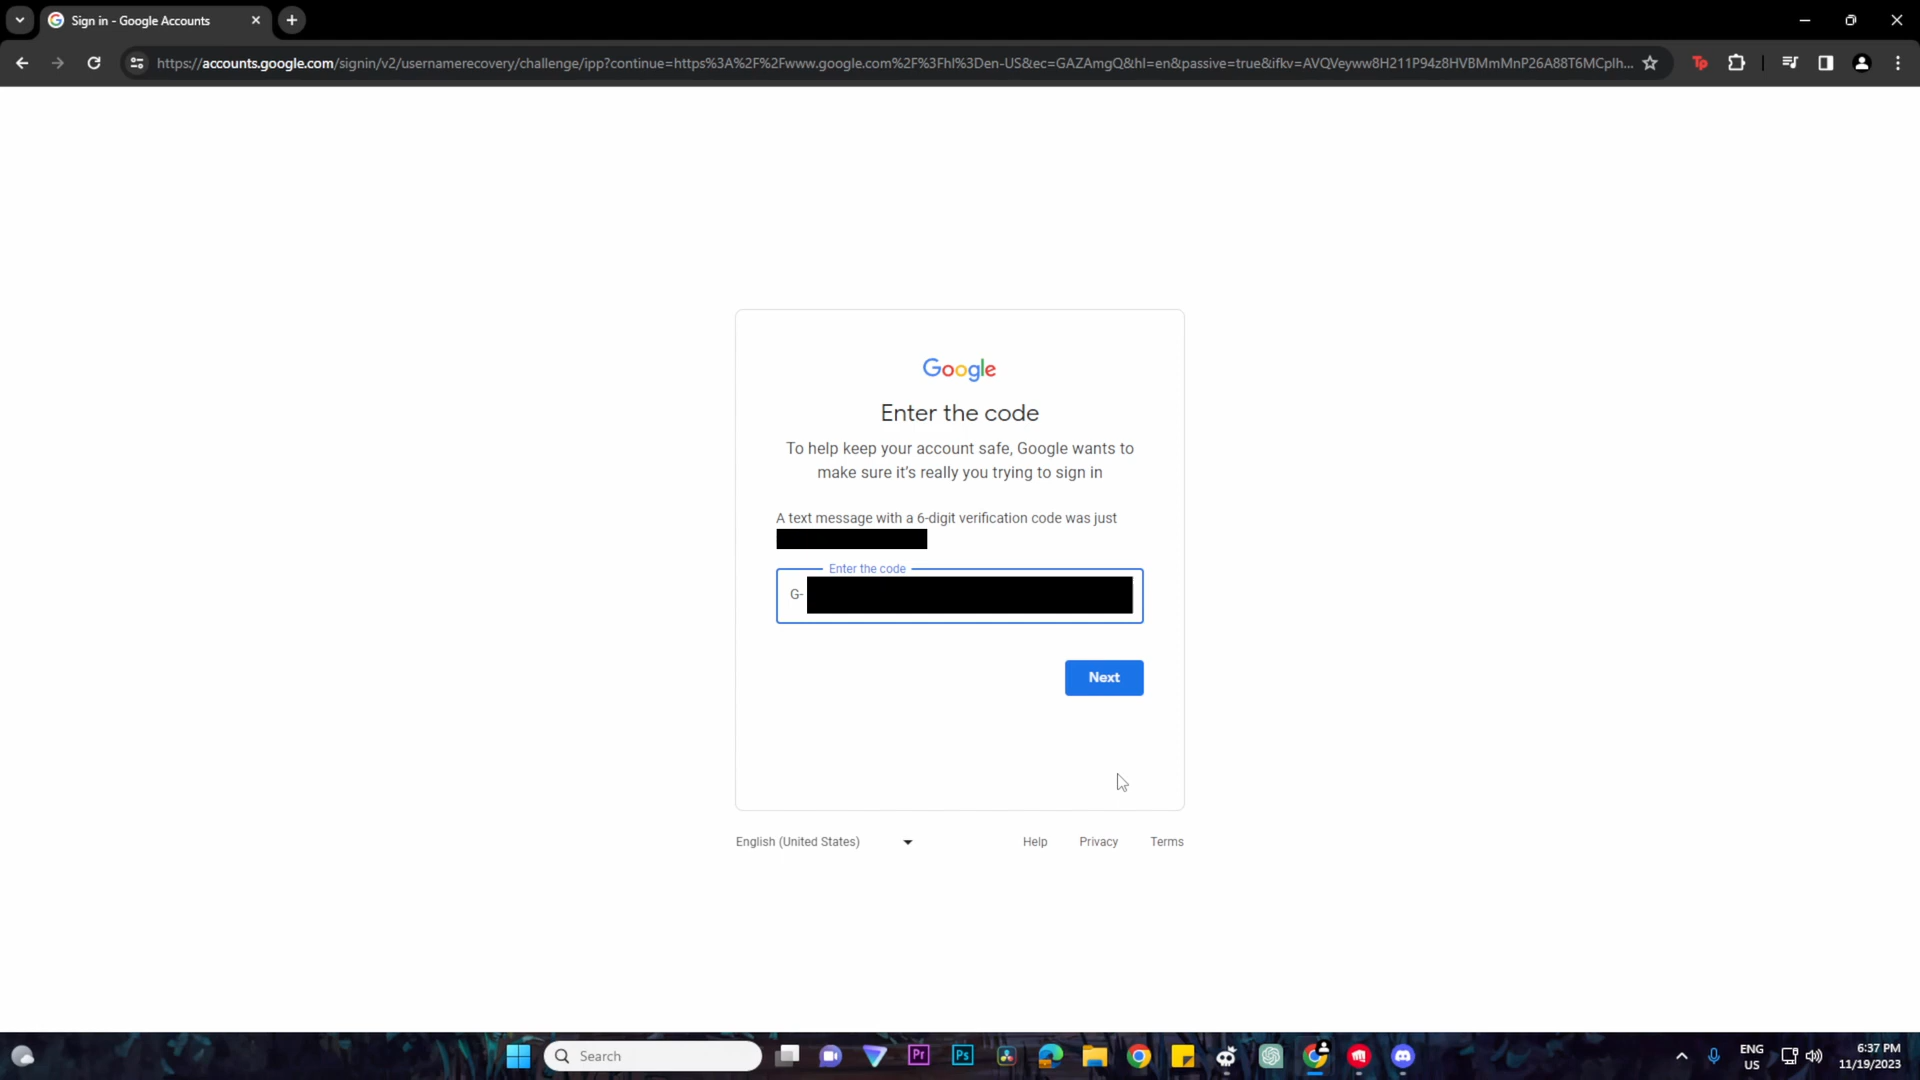 Sign in - Google Accounts
https://accounts.google.com/signin/v2/usernamerecovery/challenge/ipp?continue=https%3A%2F%2Fwww.google.com%2F%3Fhl%3Den-US&ec=GAZAmgQ&hl=en&passive=true&ifkv=AVQVeyww8H211P94z8HVBMmMnP26A88T6MCplh...
Tp
Google
Enter the code
To help keep your account safe, Google wants to
make sure it’s really you trying to sign in
A text message with a 6-digit verification code was just
Enter the code
G-
Next
English (United States)
Help
Privacy
Terms
Search
Pr
Ps
ENG
US
6:37 PM
11/19/2023